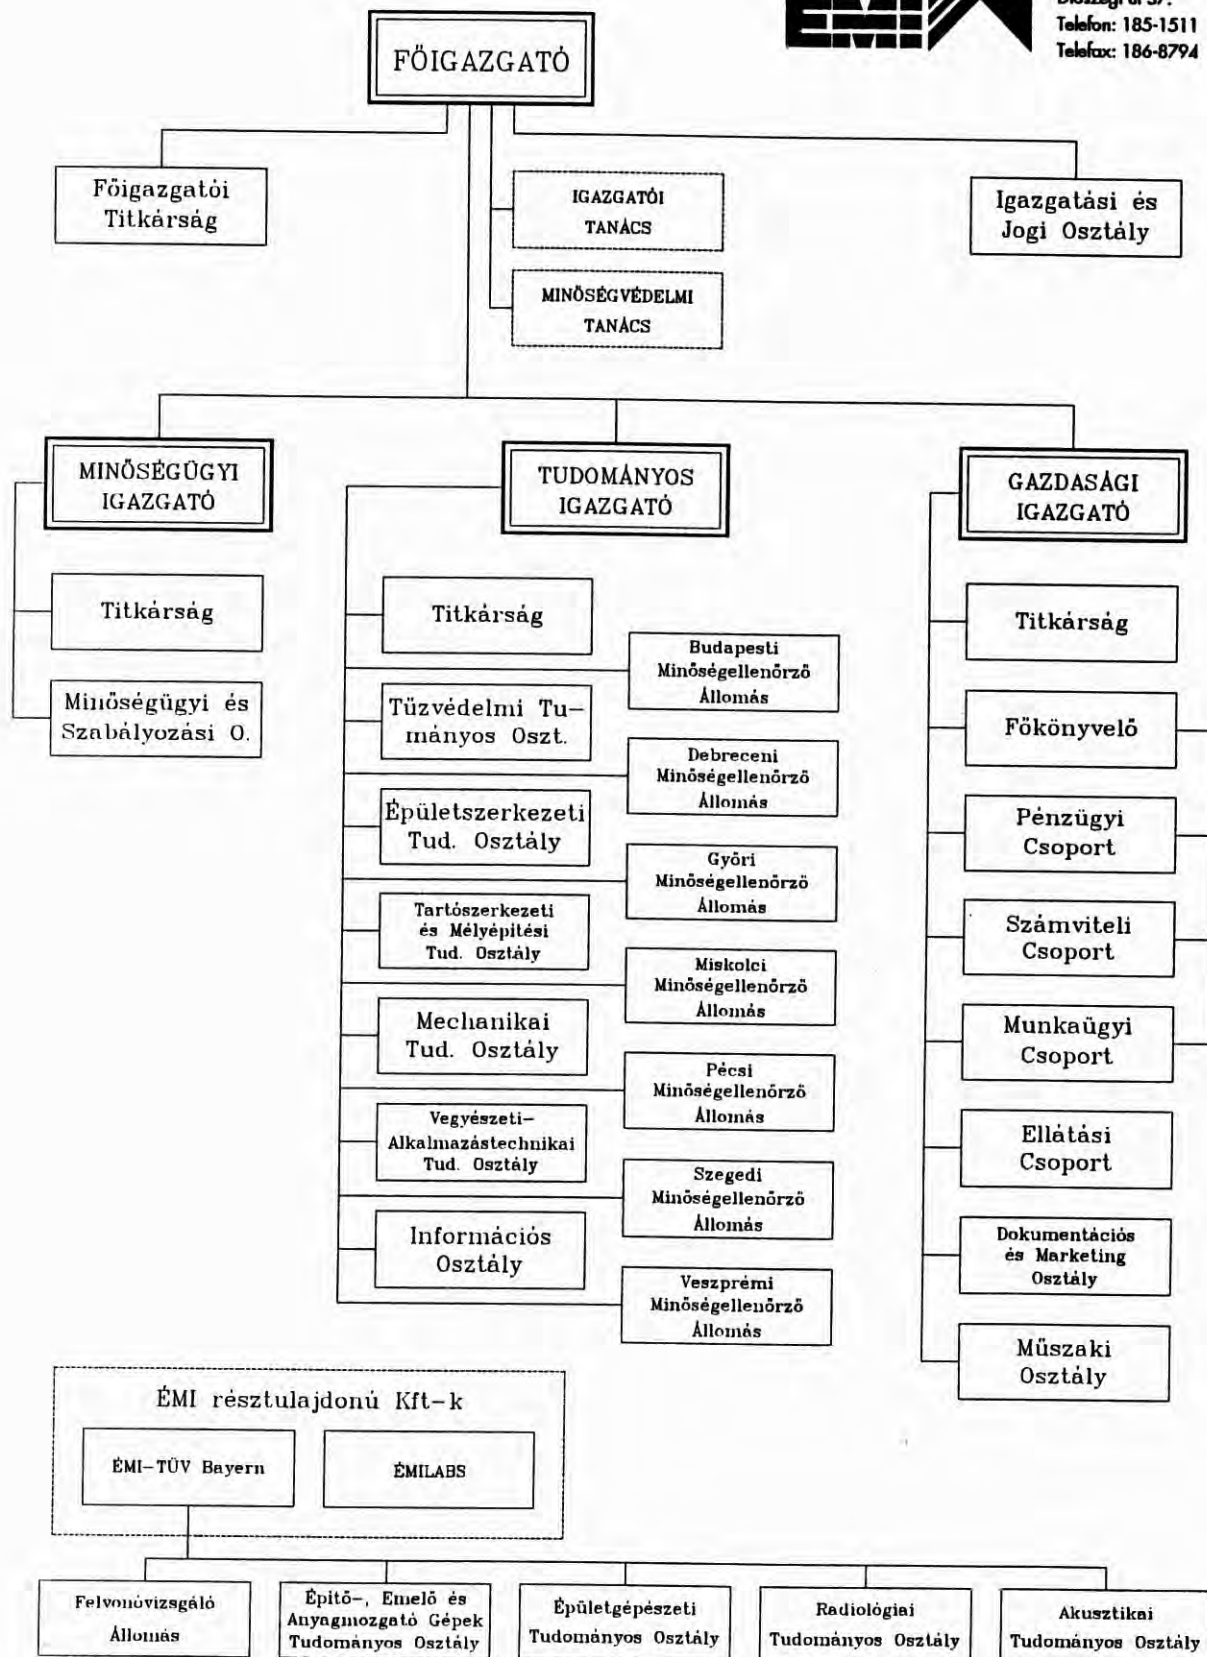 ÉMI
Telefon: 185-1511
Telefax: 186-8794
FŐIGAZGATÓ
Főigazgatói
Titkárság
IGAZGATÓI
TANÁCS
MINŐSÉGVÉDELMI
TANÁCS
Igazgatási és
Jogi Osztály
MINŐSÉGÜGYI
IGAZGATÓ
Titkárság
Minőségügyi és
Szabályozási O.
TUDOMÁNYOS
IGAZGATÓ
Titkárság
Tűzvédelmi Tu-
mányos Oszt.
Épületszerkezeti
Tud. Osztály
Tartószerkezeti
és Mélyépítési
Tud. Osztály
Mechanikai
Tud. Osztály
Vegyészeti-
Alkalmazástechnikai
Tud. Osztály
Információs
Osztály
Budapesti
Minőségellenőrző
Állomás
Debreceni
Minőségellenőrző
Állomás
Győri
Minőségellenőrző
Állomás
Miskolci
Minőségellenőrző
Állomás
Pécsi
Minőségellenőrző
Állomás
Szegedi
Minőségellenőrző
Állomás
Veszprémi
Minőségellenőrző
Állomás
GAZDASÁGI
IGAZGATÓ
Titkárság
Főkönyvelő
Pénzügyi
Csoport
Számviteli
Csoport
Munkaügyi
Csoport
Ellátási
Csoport
Dokumentációs
és Marketing
Osztály
Műszaki
Osztály
ÉMI résztulajdonú Kft-k
ÉMI-TÜV Bayern
ÉMILABS
Felvonóvizsgáló
Állomás
Építő-, Emelő és
Anyagmozgató Gépek
Tudományos Osztály
Épületgépészeti
Tudományos Osztály
Radiológiai
Tudományos Osztály
Akusztikai
Tudományos Osztály